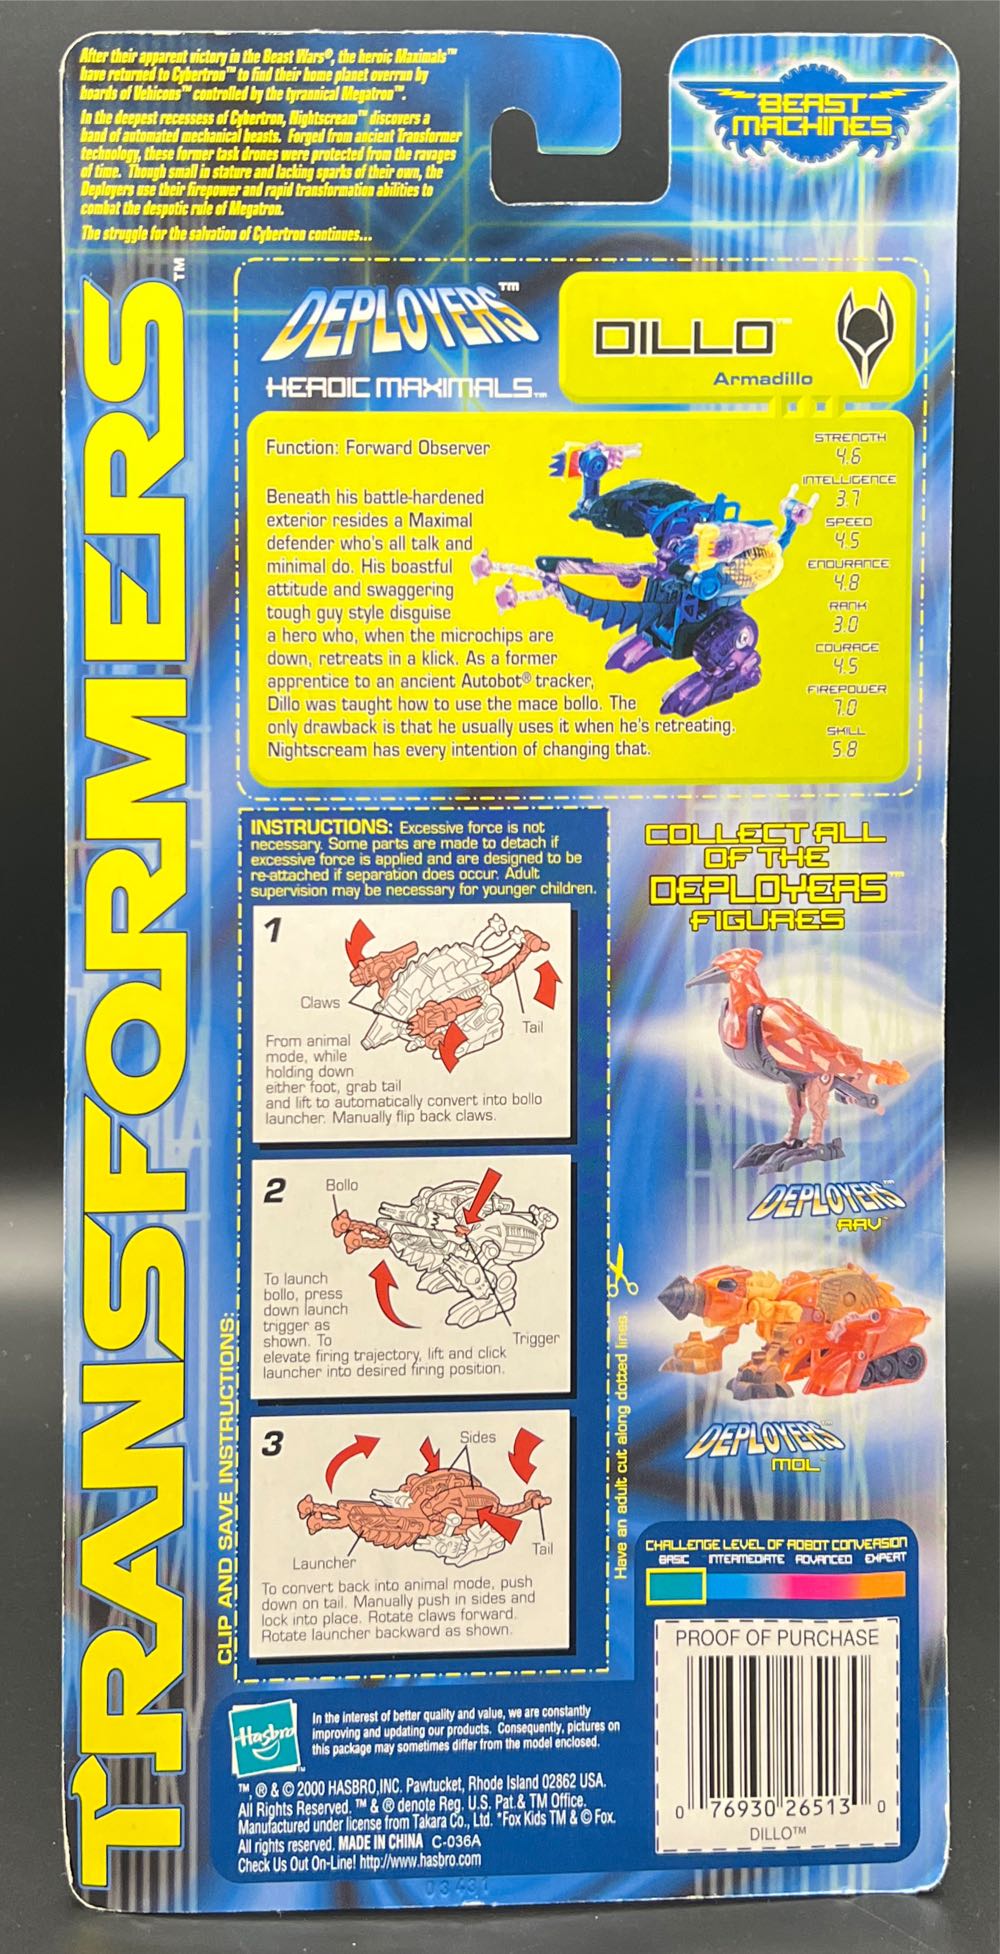 After their apparent victory in the Beast Wars®, the heroic Maximals™
have returned to Cybertron™ to find their home planet overrun by
hoards of Vehicons™ controlled by the tyrannical Megatron™.
In the deepest recessess of Cybertron, Nightscream™ discovers a
band of automated mechanical beasts. Forged from ancient Transformer
technology, these former task drones were protected from the ravages
of time. Though small in stature and lacking sparks of their own, the
Deployers use their firepower and rapid transformation abilities to
combat the despotic rule of Megatron.
The struggle for the salvation of Cybertron continues...
BEAST
MACHINES
TRANSFORMERS™
DEPLOYERS™
HEROIC MAXIMALS™
DILLO™
Armadillo
Function: Forward Observer
Beneath his battle-hardened
exterior resides a Maximal
defender who's all talk and
minimal do. His boastful
attitude and swaggering
tough guy style disguise
a hero who, when the microchips are
down, retreats in a klick. As a former
apprentice to an ancient Autobot® tracker,
Dillo was taught how to use the mace bollo. The
only drawback is that he usually uses it when he's retreating.
Nightscream has every intention of changing that.
STRENGTH
4.6
INTELLIGENCE
3.7
SPEED
4.5
ENDURANCE
4.8
RANK
3.0
COURAGE
4.5
FIREPOWER
7.0
SKILL
5.8
INSTRUCTIONS: Excessive force is not
necessary. Some parts are made to detach if
excessive force is applied and are designed to be
re-attached if separation does occur. Adult
supervision may be necessary for younger children.
1
Claws
Tail
From animal
mode, while
holding down
either foot, grab tail
and lift to automatically convert into bollo
launcher. Manually flip back claws.
2
Bollo
To launch
bollo, press
down launch
trigger as
shown. To
elevate firing trajectory, lift and click
launcher into desired firing position.
Trigger
3
Sides
Launcher
Tail
To convert back into animal mode, push
down on tail. Manually push in sides and
lock into place. Rotate claws forward.
Rotate launcher backward as shown.
CLIP AND SAVE INSTRUCTIONS:
Have an adult cut along dotted lines.
COLLECT ALL
OF THE
DEPLOYERS™
FIGURES
DEPLOYERS™
RAV™
DEPLOYERS™
MOL™
CHALLENGE LEVEL OF ROBOT CONVERSION
BASIC INTERMEDIATE ADVANCED EXPERT
PROOF OF PURCHASE
0 76930 26513 0
DILLO™
Hasbro™
In the interest of better quality and value, we are constantly
improving and updating our products. Consequently, pictures on
this package may sometimes differ from the model enclosed.
™, ® & © 2000 HASBRO,INC. Pawtucket, Rhode Island 02862 USA.
All Rights Reserved. ™ & ® denote Reg. U.S. Pat.& TM Office.
Manufactured under license from Takara Co., Ltd. *Fox Kids TM & © Fox.
All rights reserved. MADE IN CHINA C-036A
Check Us Out On-Line! http://www.hasbro.com